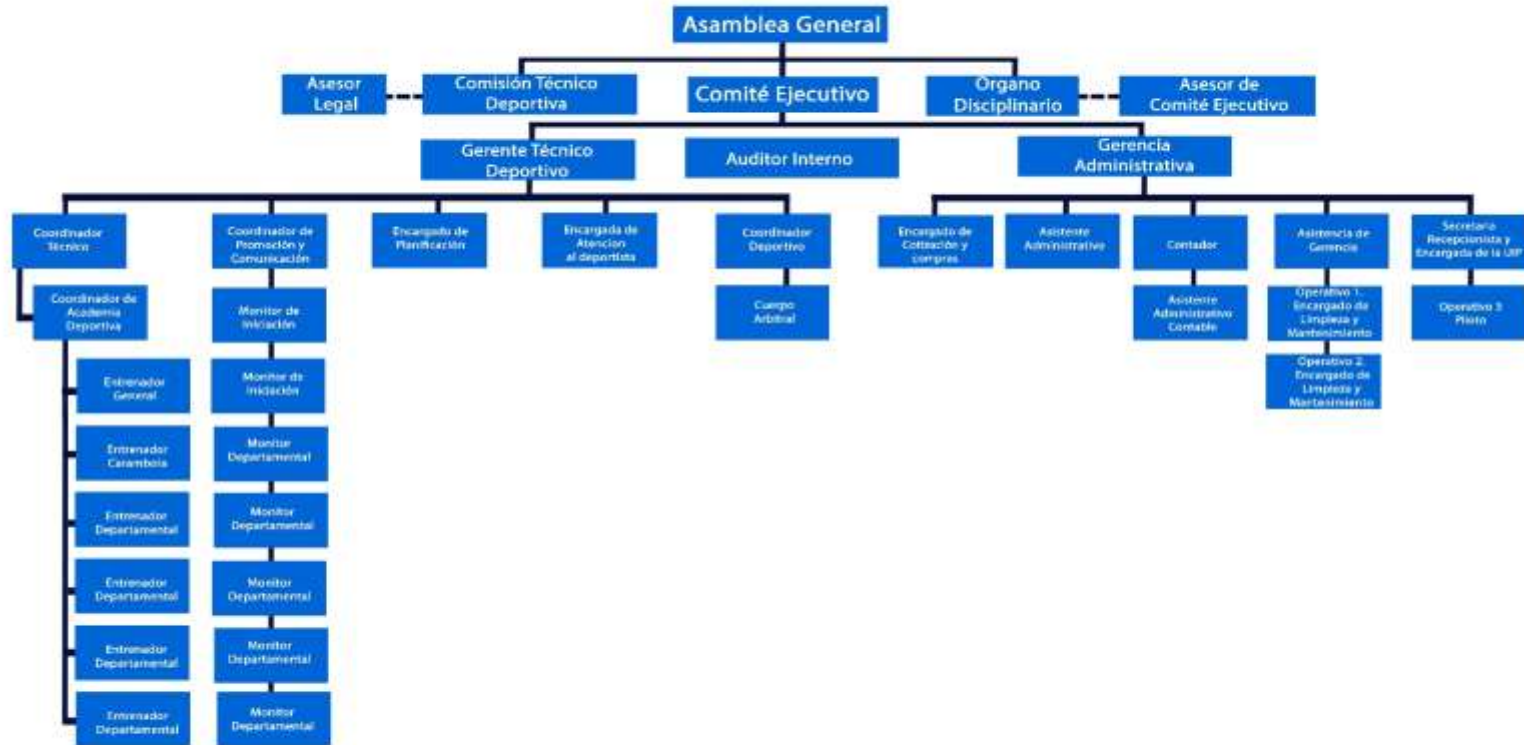 Asamblea General
Asesor
Legal
Comisión Técnico
Deportiva
Comité Ejecutivo
Órgano
Disciplinario
Asesor de
Comité Ejecutivo
Gerente Técnico
Deportivo
Auditor Interno
Gerencia
Administrativa
Coordinador
Técnico
Coordinador de
Promoción y
Comunicación
Encargado de
Planificación
Encargada de
Atencion
al deportista
Coordinador
Deportivo
Encargado de
Cotización y
compras
Asistente
Administrativo
Contador
Asistencia de
Gerencia
Secretaria
Recepcionista y
Encargada de la UIP
Coordinador de
Academia
Deportiva
Monitor de
Iniciación
Cuerpo
Arbitral
Asistente
Administrativo
Contable
Operativo 1.
Encargado de
Limpieza y
Mantenimiento
Operativo 3
Piloto
Entrenador
General
Monitor de
Iniciación
Operativo 2.
Encargado de
Limpieza y
Mantenimiento
Entrenador
Carambola
Monitor
Departamental
Entrenador
Departamental
Monitor
Departamental
Entrenador
Departamental
Monitor
Departamental
Entrenador
Departamental
Monitor
Departamental
Entrenador
Departamental
Monitor
Departamental